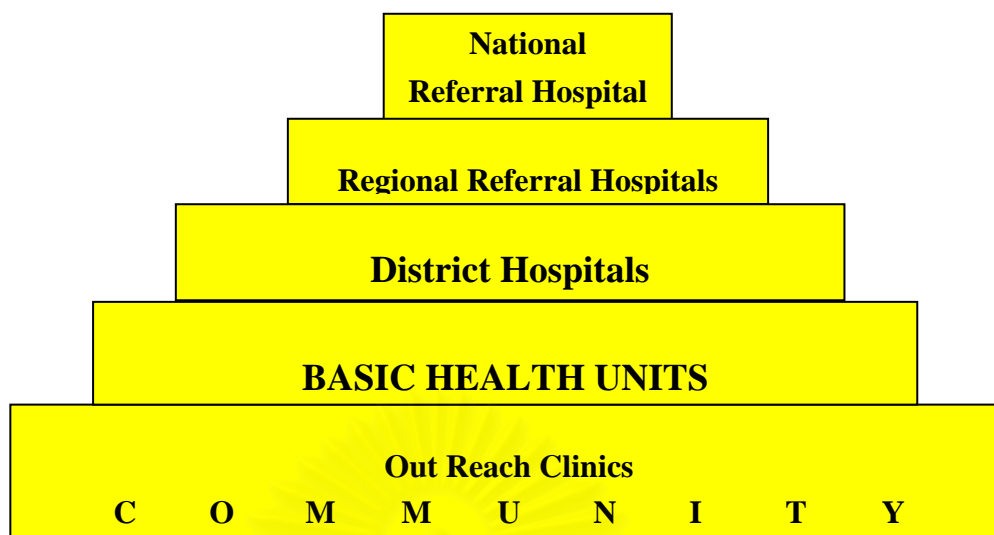 National
Referral Hospital
Regional Referral Hospitals
District Hospitals
BASIC HEALTH UNITS
Out Reach Clinics
C O M M U N I T Y